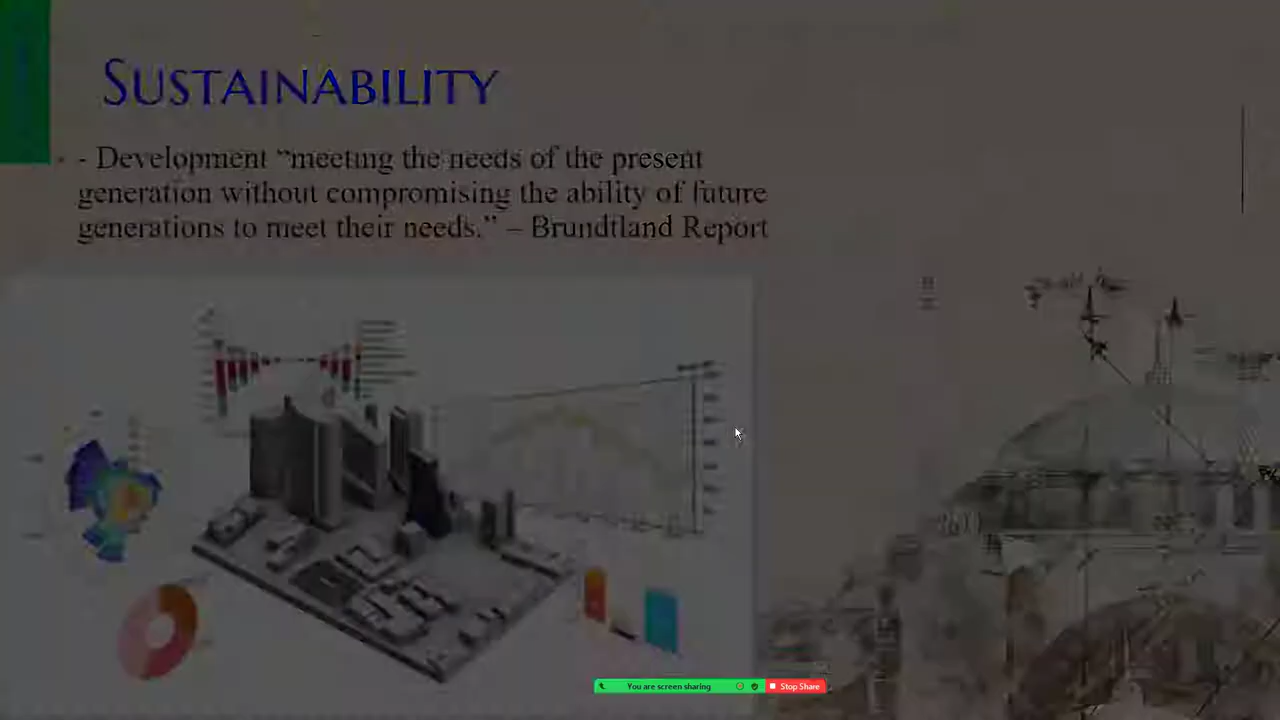 SUSTAINABILITY
- Development “meeting the needs of the present
generation without compromising the ability of future
generations to meet their needs.” – Brundtland Report
You are screen sharing
Stop Share